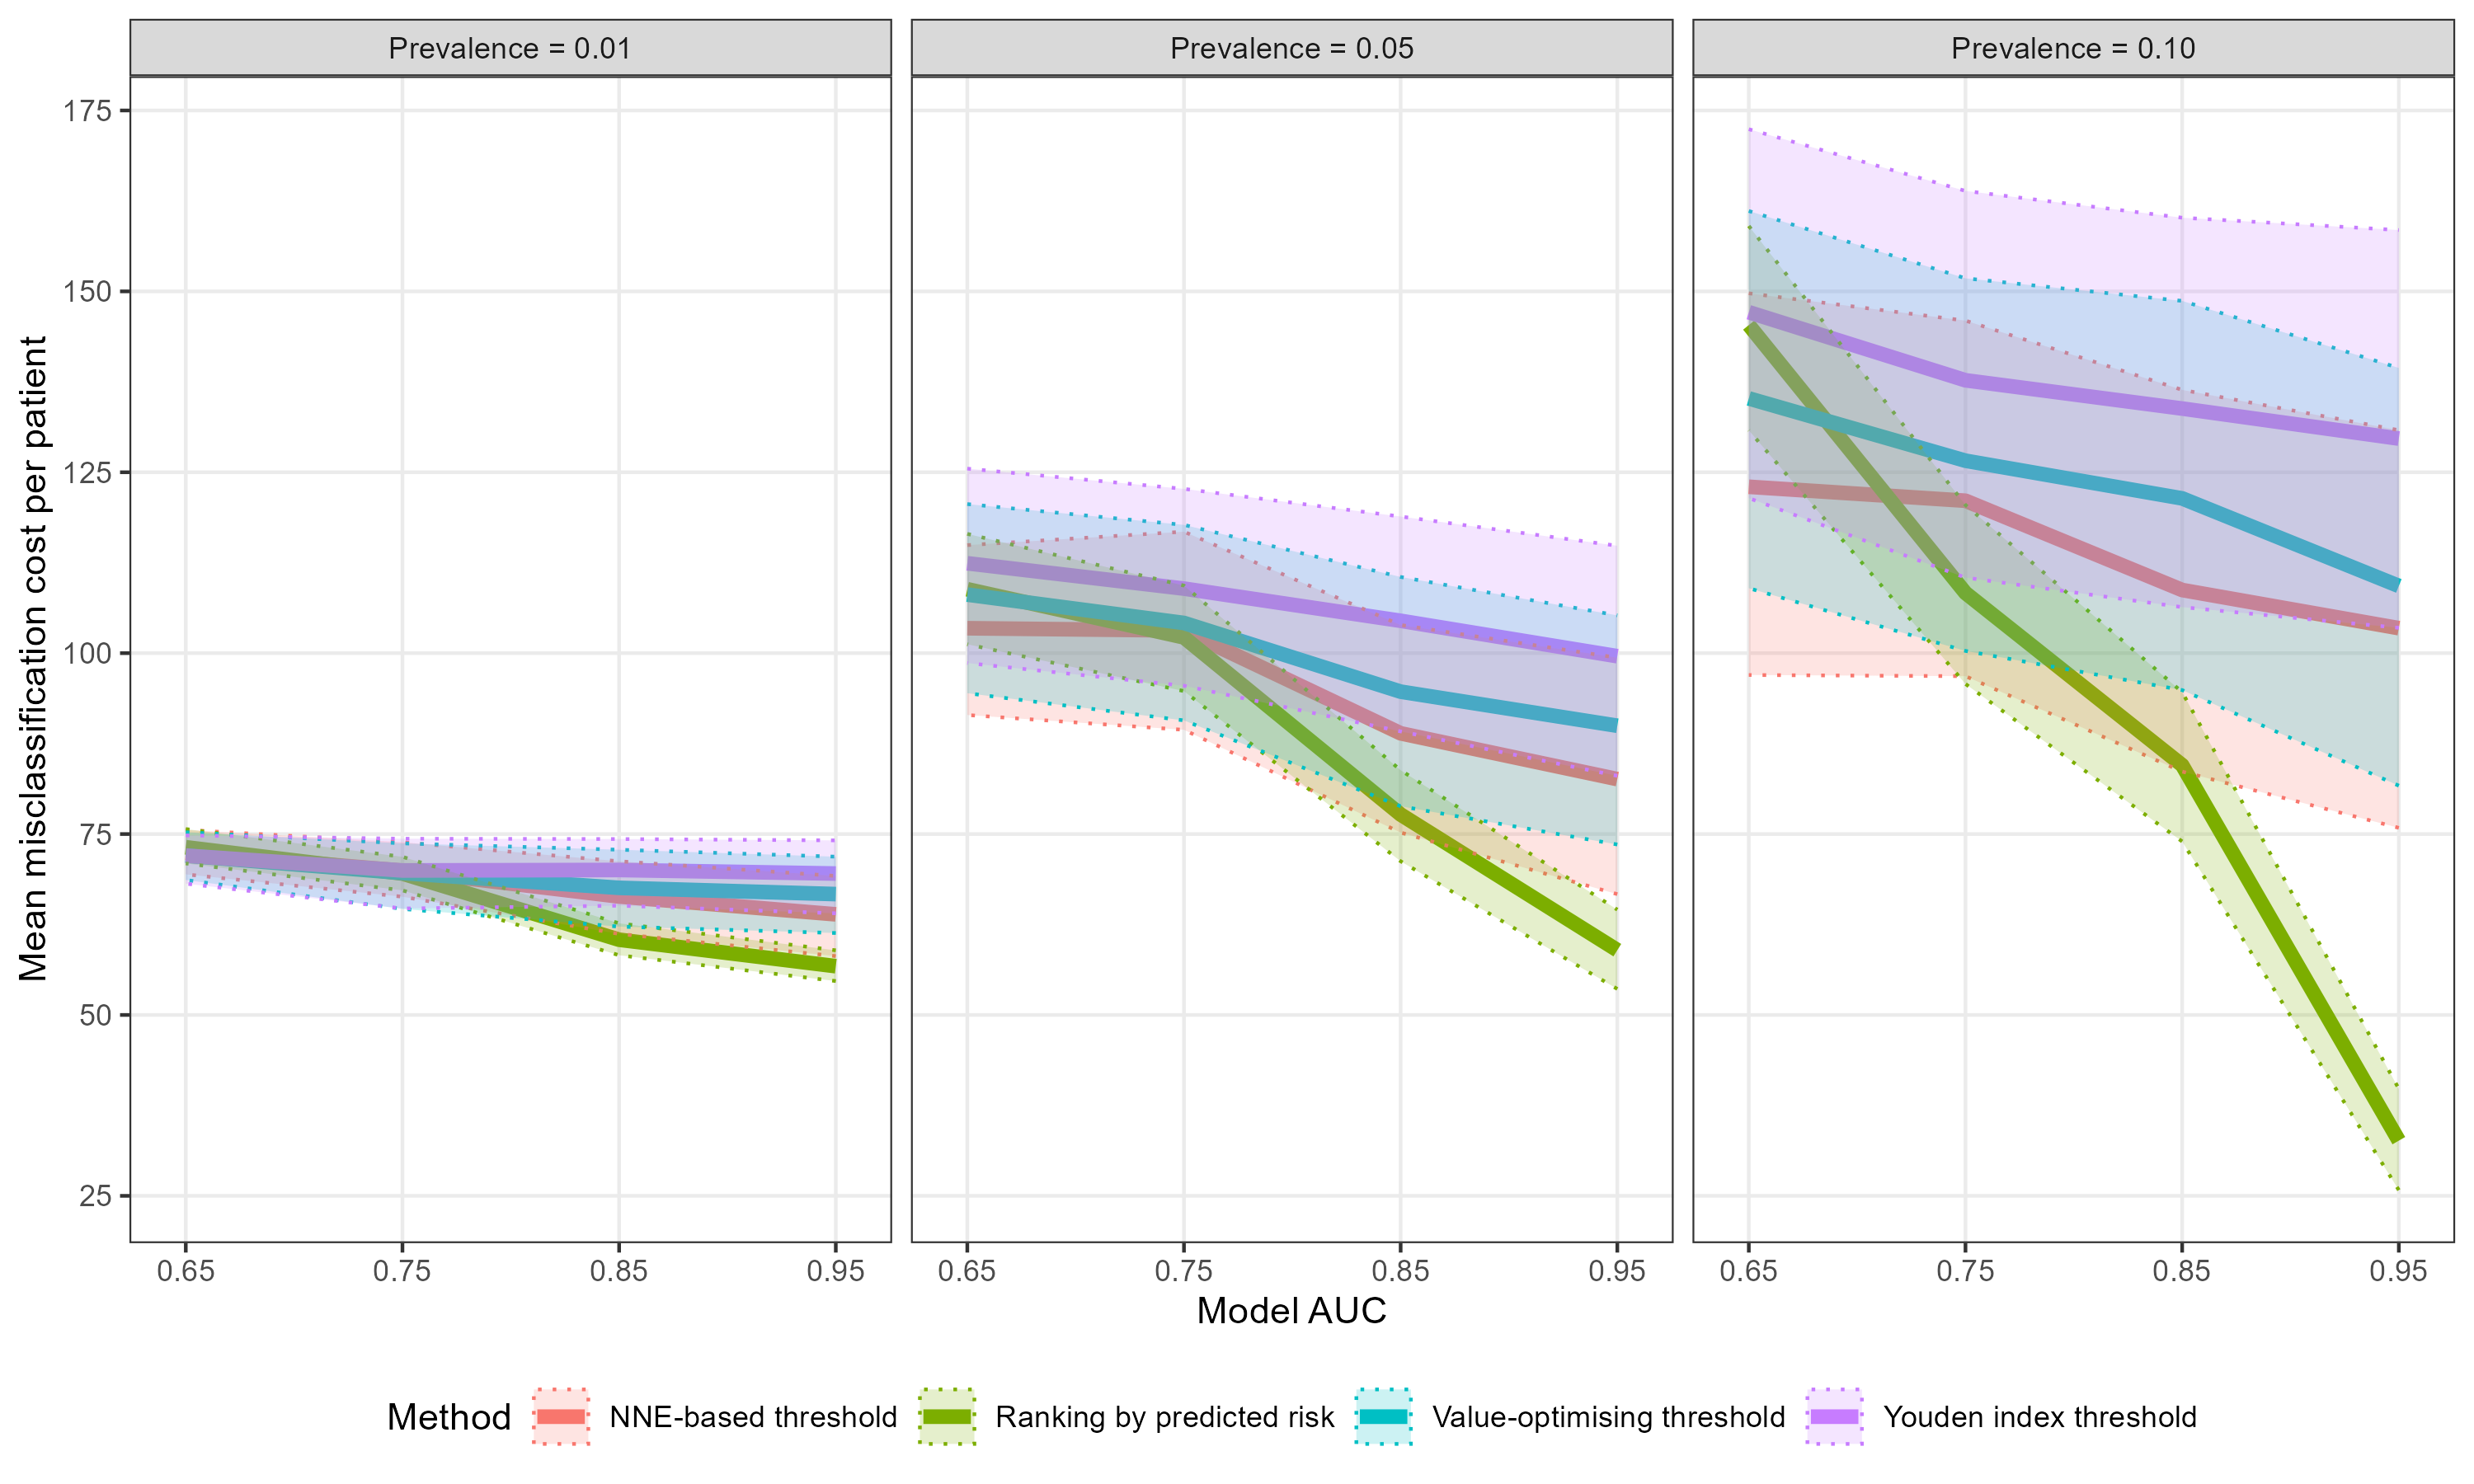 Prevalence = 0.01
Prevalence = 0.05
Prevalence = 0.10
Mean misclassification cost per patient
175
150
125
100
75
50
25
0.65 0.75 0.85 0.95
0.65 0.75 0.85 0.95
0.65 0.75 0.85 0.95
Model AUC
Method NNE-based threshold Ranking by predicted risk Value-optimising threshold Youden index threshold